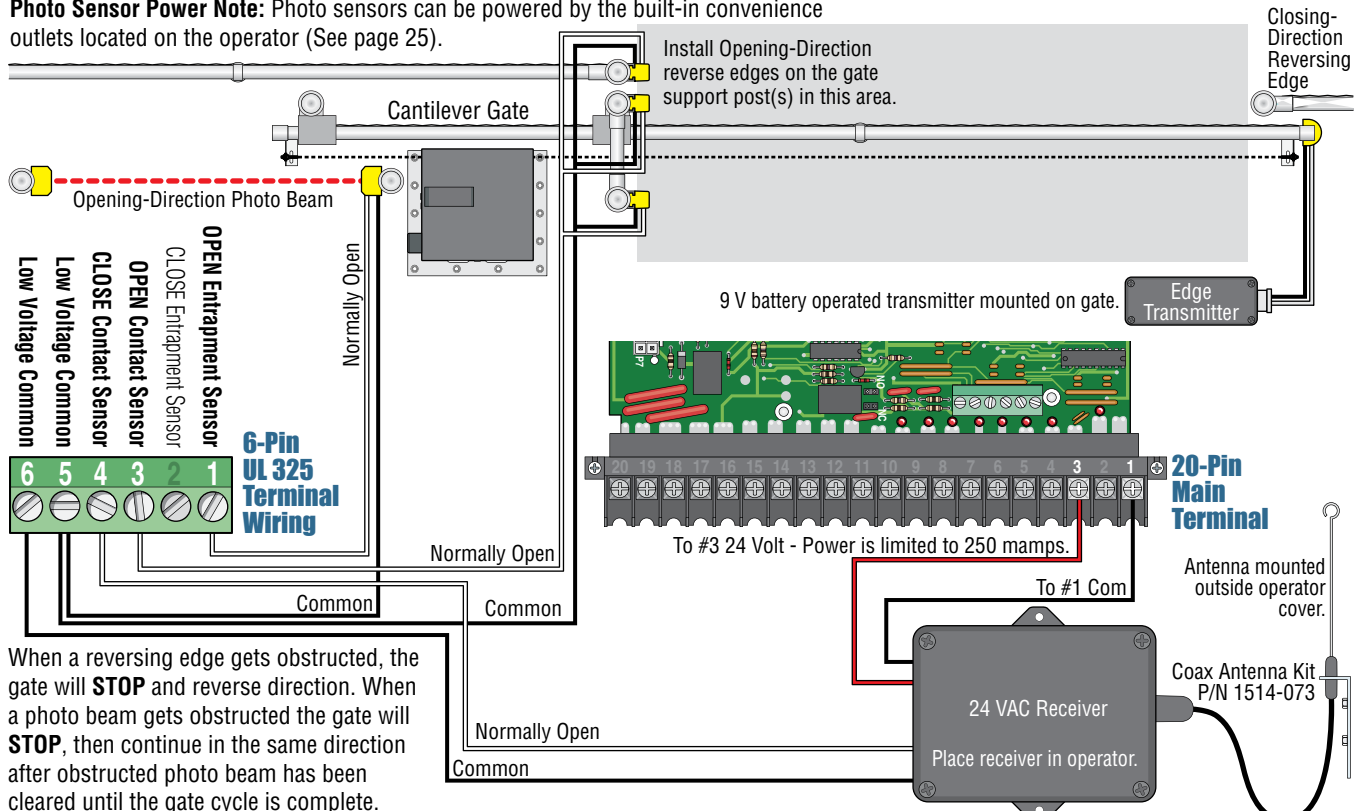 Photo Sensor Power Note: Photo sensors can be powered by the built-in convenience
outlets located on the operator (See page 25).
Closing-
Direction
Reversing
Edge
Install Opening-Direction
reverse edges on the gate
support post(s) in this area.
Cantilever Gate
Opening-Direction Photo Beam
Normally Open
9 V battery operated transmitter mounted on gate.
Edge
Transmitter
Low Voltage Common
Low Voltage Common
CLOSE Contact Sensor
OPEN Contact Sensor
CLOSE Entrapment Sensor
OPEN Entrapment Sensor
6 5 4 3 2 1
6-Pin
UL 325
Terminal
Wiring
P7
NO
NC
20 19 18 17 16 15 14 13 12 11 10 9 8 7 6 5 4 3 2 1
20-Pin
Main
Terminal
To #3 24 Volt - Power is limited to 250 mamps.
To #1 Com
Normally Open
Common
Common
Antenna mounted
outside operator
cover.
Coax Antenna Kit
P/N 1514-073
24 VAC Receiver
Place receiver in operator.
Normally Open
Common
When a reversing edge gets obstructed, the
gate will STOP and reverse direction. When
a photo beam gets obstructed the gate will
STOP, then continue in the same direction
after obstructed photo beam has been
cleared until the gate cycle is complete.